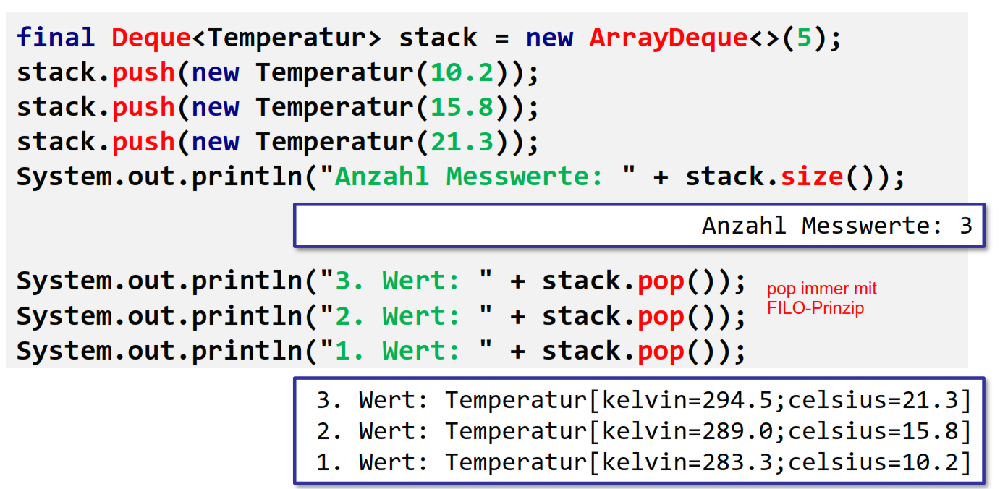 final Deque<Temperatur> stack = new ArrayDeque<>(5);
stack.push(new Temperatur(10.2));
stack.push(new Temperatur(15.8));
stack.push(new Temperatur(21.3));
System.out.println("Anzahl Messwerte: " + stack.size());
Anzahl Messwerte: 3
System.out.println("3. Wert: " + stack.pop());
System.out.println("2. Wert: " + stack.pop());
System.out.println("1. Wert: " + stack.pop());
pop immer mit
FILO-Prinzip
3. Wert: Temperatur[kelvin=294.5;celsius=21.3]
2. Wert: Temperatur[kelvin=289.0;celsius=15.8]
1. Wert: Temperatur[kelvin=283.3;celsius=10.2]